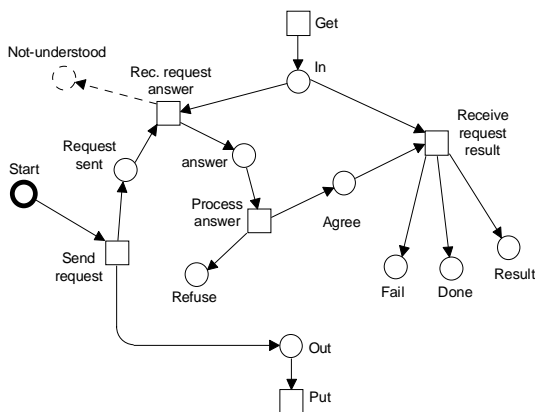 Get
Not-understood
Rec. request
answer
In
Receive
request
result
Request
sent
answer
Start
Process
answer
Agree
Send
request
Refuse
Fail
Done
Result
Out
Put